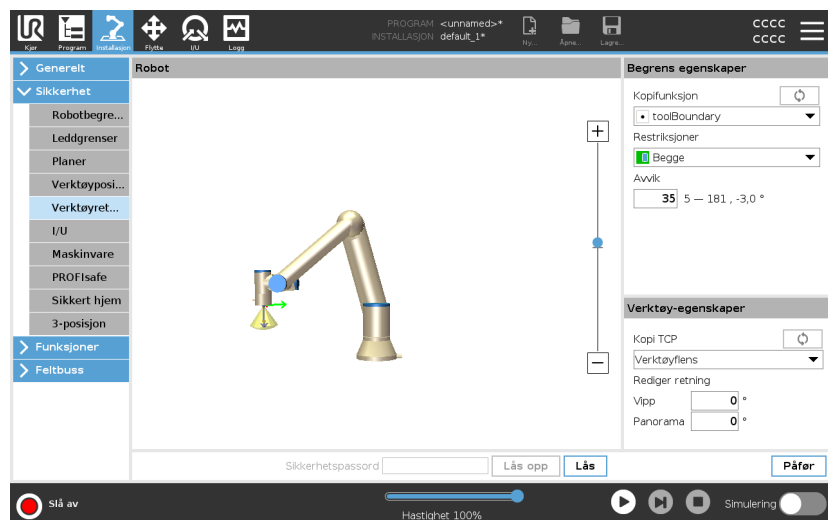 PROGRAM <unnamed>*
INSTALLASJON default_1*
CCCC
CCCC
Kjør
Program
Installasjon
Flytte
I/U
Logg
Ny...
Åpne...
Lagre...
Generelt
Sikkerhet
Robotbegre...
Leddgrenser
Planer
Verktøyposi...
Verktøyret...
I/U
Maskinvare
PROFIsafe
Sikkert hjem
3-posisjon
Funksjoner
Feltbuss
Robot
Begrens egenskaper
Kopifunksjon
toolBoundary
Restriksjoner
Begge
Avvik
35 5 — 181 , -3,0 °
Verktøy-egenskaper
Kopi TCP
Verktøyflens
Rediger retning
Vipp 0 °
Panorama 0 °
Sikkerhetspassord
Lås opp
Lås
Påfør
Slå av
Hastighet 100%
Simulering